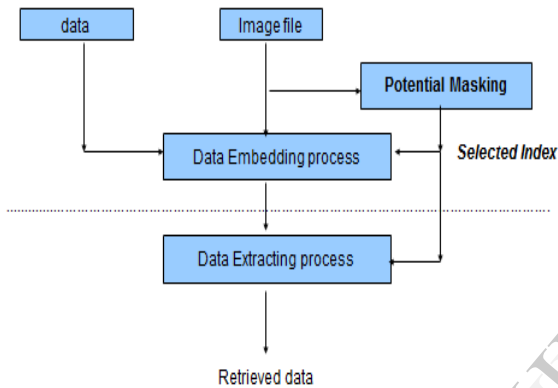 data
Image file
Potential Masking
Data Embedding process
Selected Index
Data Extracting process
Retrieved data